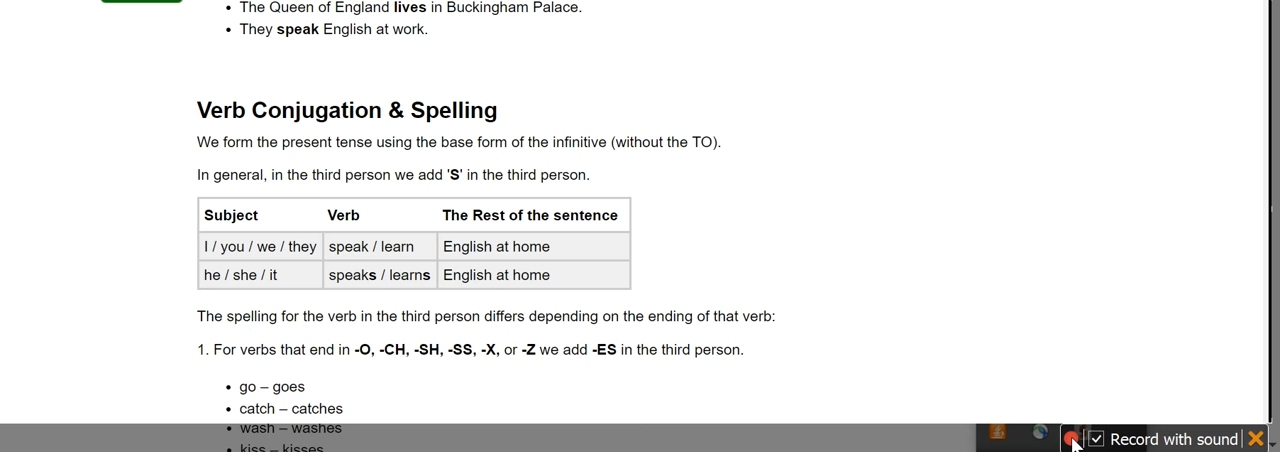 The Queen of England lives in Buckingham Palace.
They speak English at work.
Verb Conjugation & Spelling
We form the present tense using the base form of the infinitive (without the TO).
In general, in the third person we add 'S' in the third person.
Subject Verb The Rest of the sentence
I / you / we / they speak / learn English at home
he / she / it speaks / learns English at home
The spelling for the verb in the third person differs depending on the ending of that verb:
1. For verbs that end in -O, -CH, -SH, -SS, -X, or -Z we add -ES in the third person.
go – goes
catch – catches
wash – washes
kiss – kisses
Record with sound